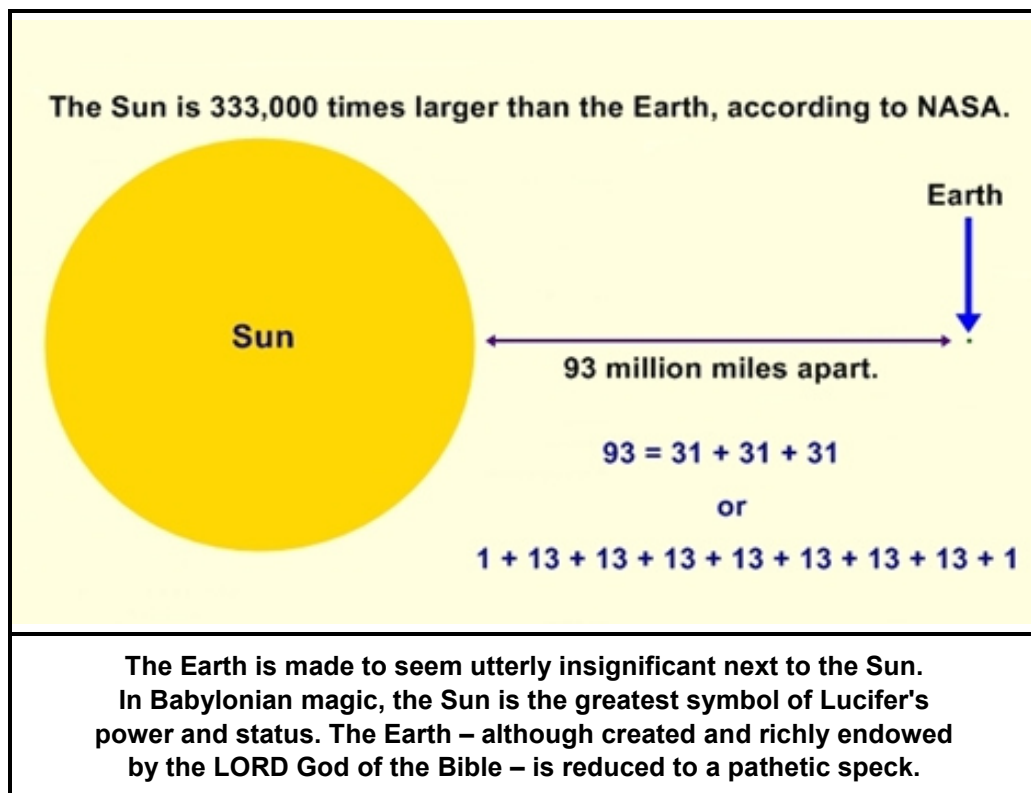 The Sun is 333,000 times larger than the Earth, according to NASA.
Earth
Sun
93 million miles apart.
93 = 31 + 31 + 31
or
1 + 13 + 13 + 13 + 13 + 13 + 13 + 13 + 1
The Earth is made to seem utterly insignificant next to the Sun.
In Babylonian magic, the Sun is the greatest symbol of Lucifer's
power and status. The Earth – although created and richly endowed
by the LORD God of the Bible – is reduced to a pathetic speck.